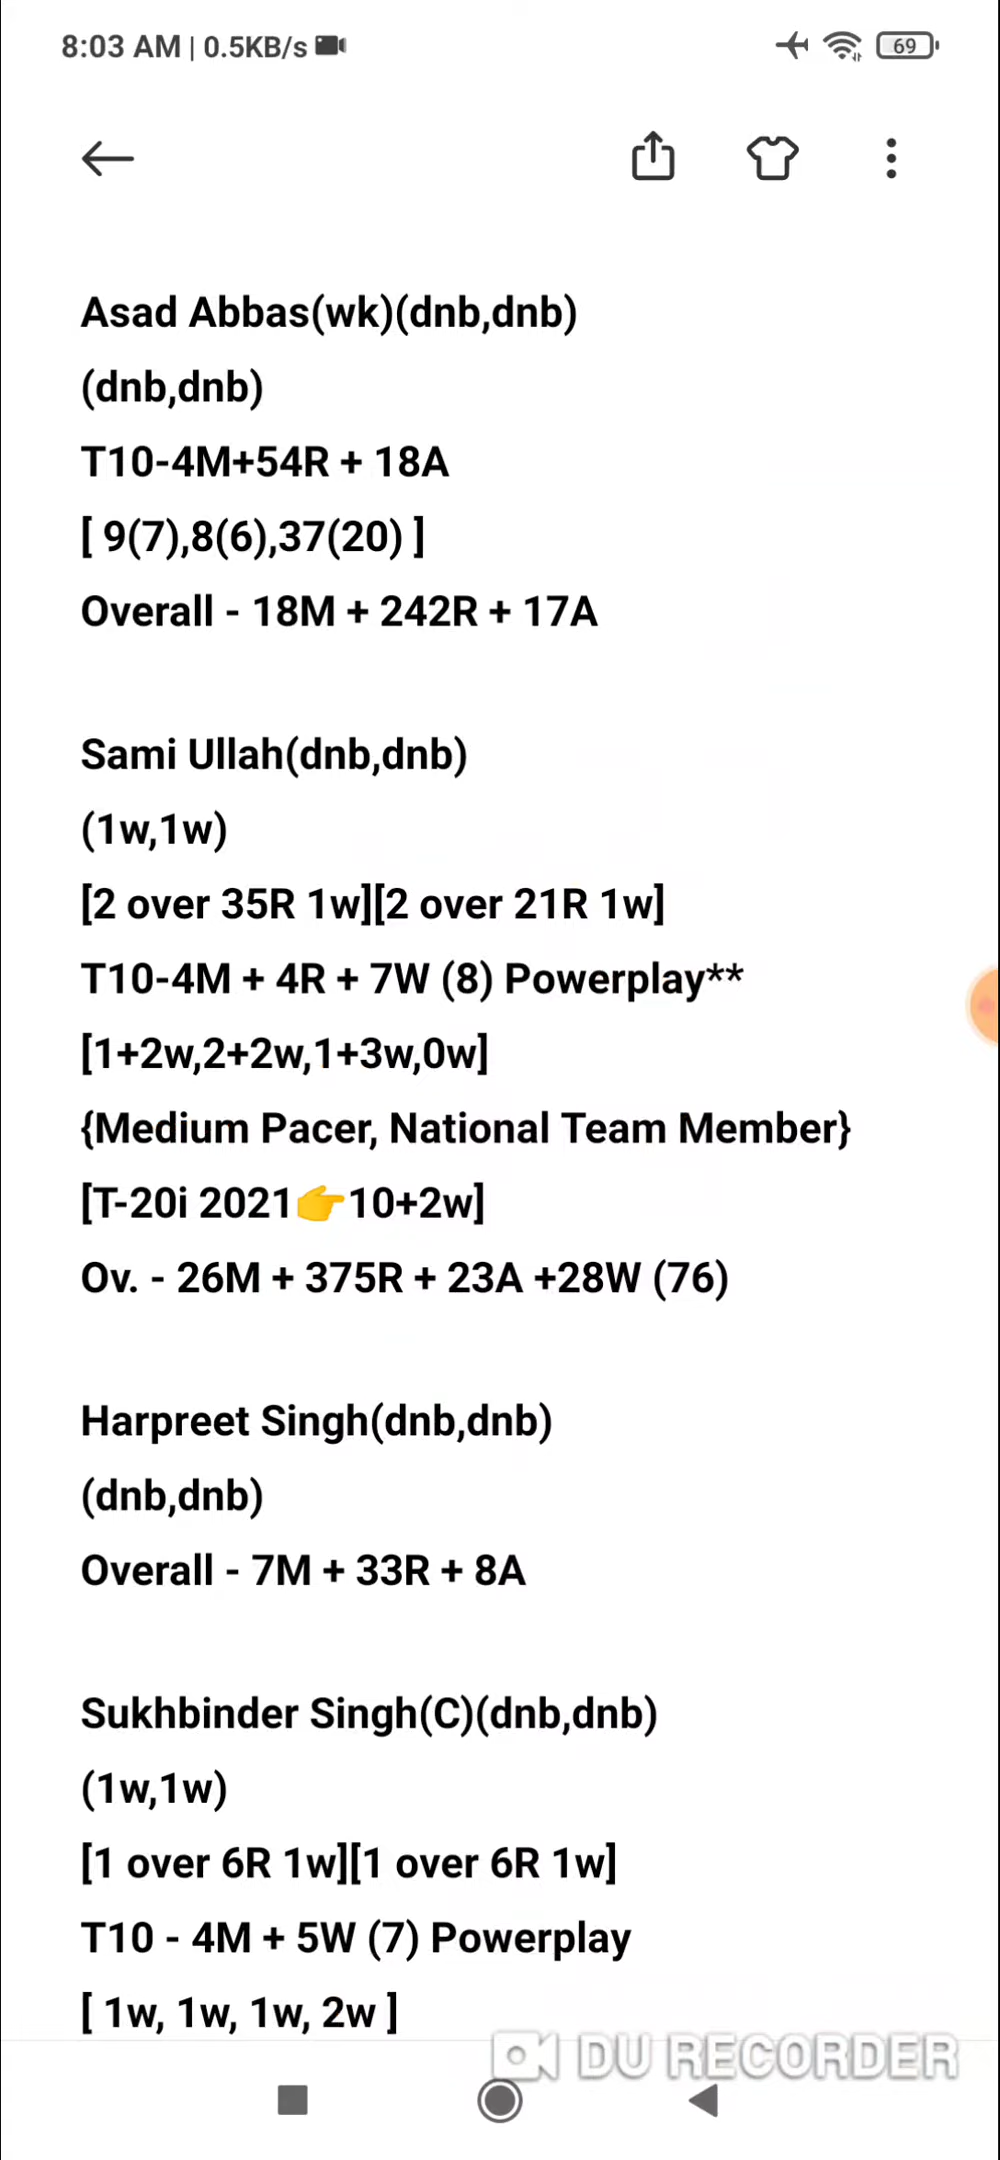 8:03 AM | 0.5KB/s
69
Asad Abbas(wk)(dnb,dnb)
(dnb,dnb)
T10-4M+54R + 18A
[ 9(7),8(6),37(20) ]
Overall - 18M + 242R + 17A
Sami Ullah(dnb,dnb)
(1w,1w)
[2 over 35R 1w][2 over 21R 1w]
T10-4M + 4R + 7W (8) Powerplay**
[1+2w,2+2w,1+3w,0w]
{Medium Pacer, National Team Member}
[T-20i 2021👉10+2w]
Ov. - 26M + 375R + 23A +28W (76)
Harpreet Singh(dnb,dnb)
(dnb,dnb)
Overall - 7M + 33R + 8A
Sukhbinder Singh(C)(dnb,dnb)
(1w,1w)
[1 over 6R 1w][1 over 6R 1w]
T10 - 4M + 5W (7) Powerplay
[ 1w, 1w, 1w, 2w ]
DU RECORDER